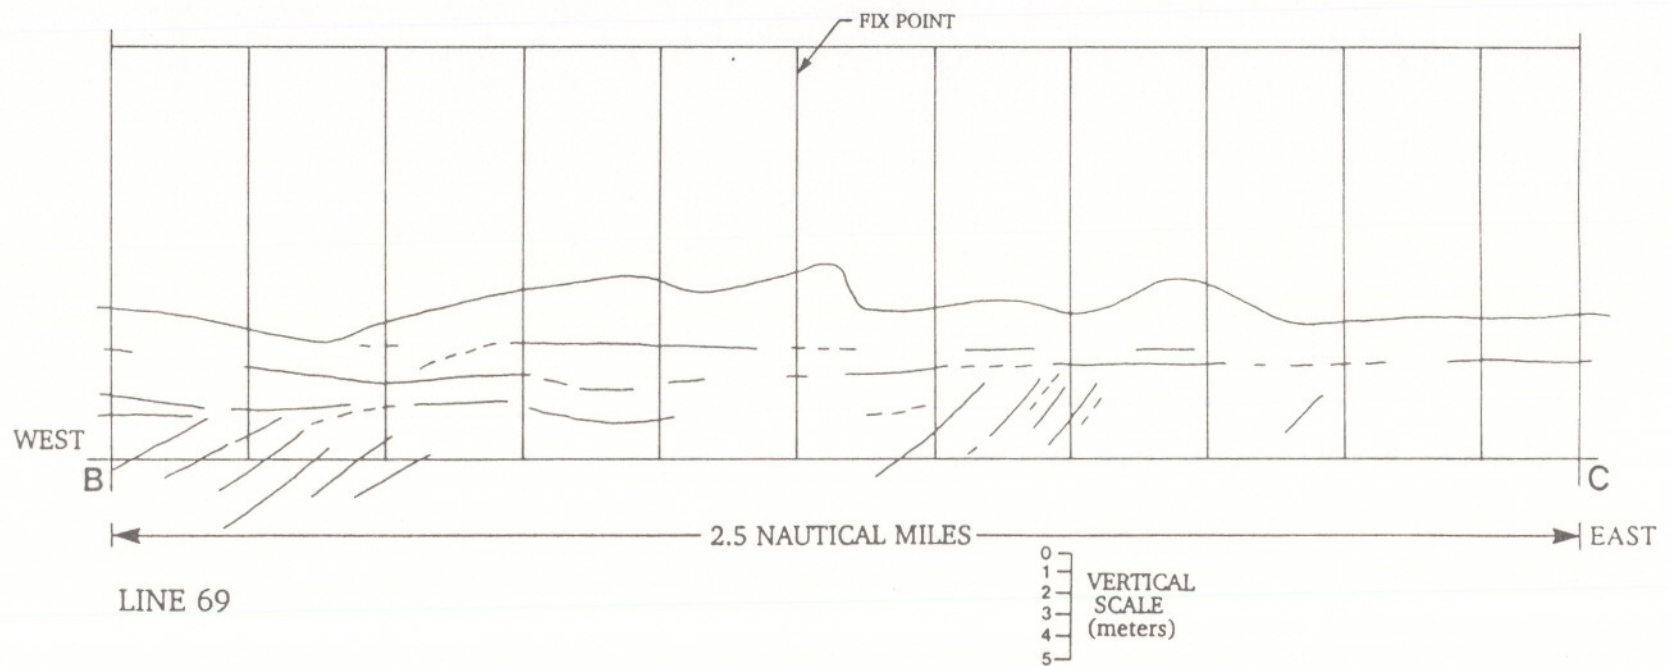 FIX POINT
WEST
B
C
2.5 NAUTICAL MILES
EAST
LINE 69
0
1
2
3
4
5
VERTICAL
SCALE
(meters)